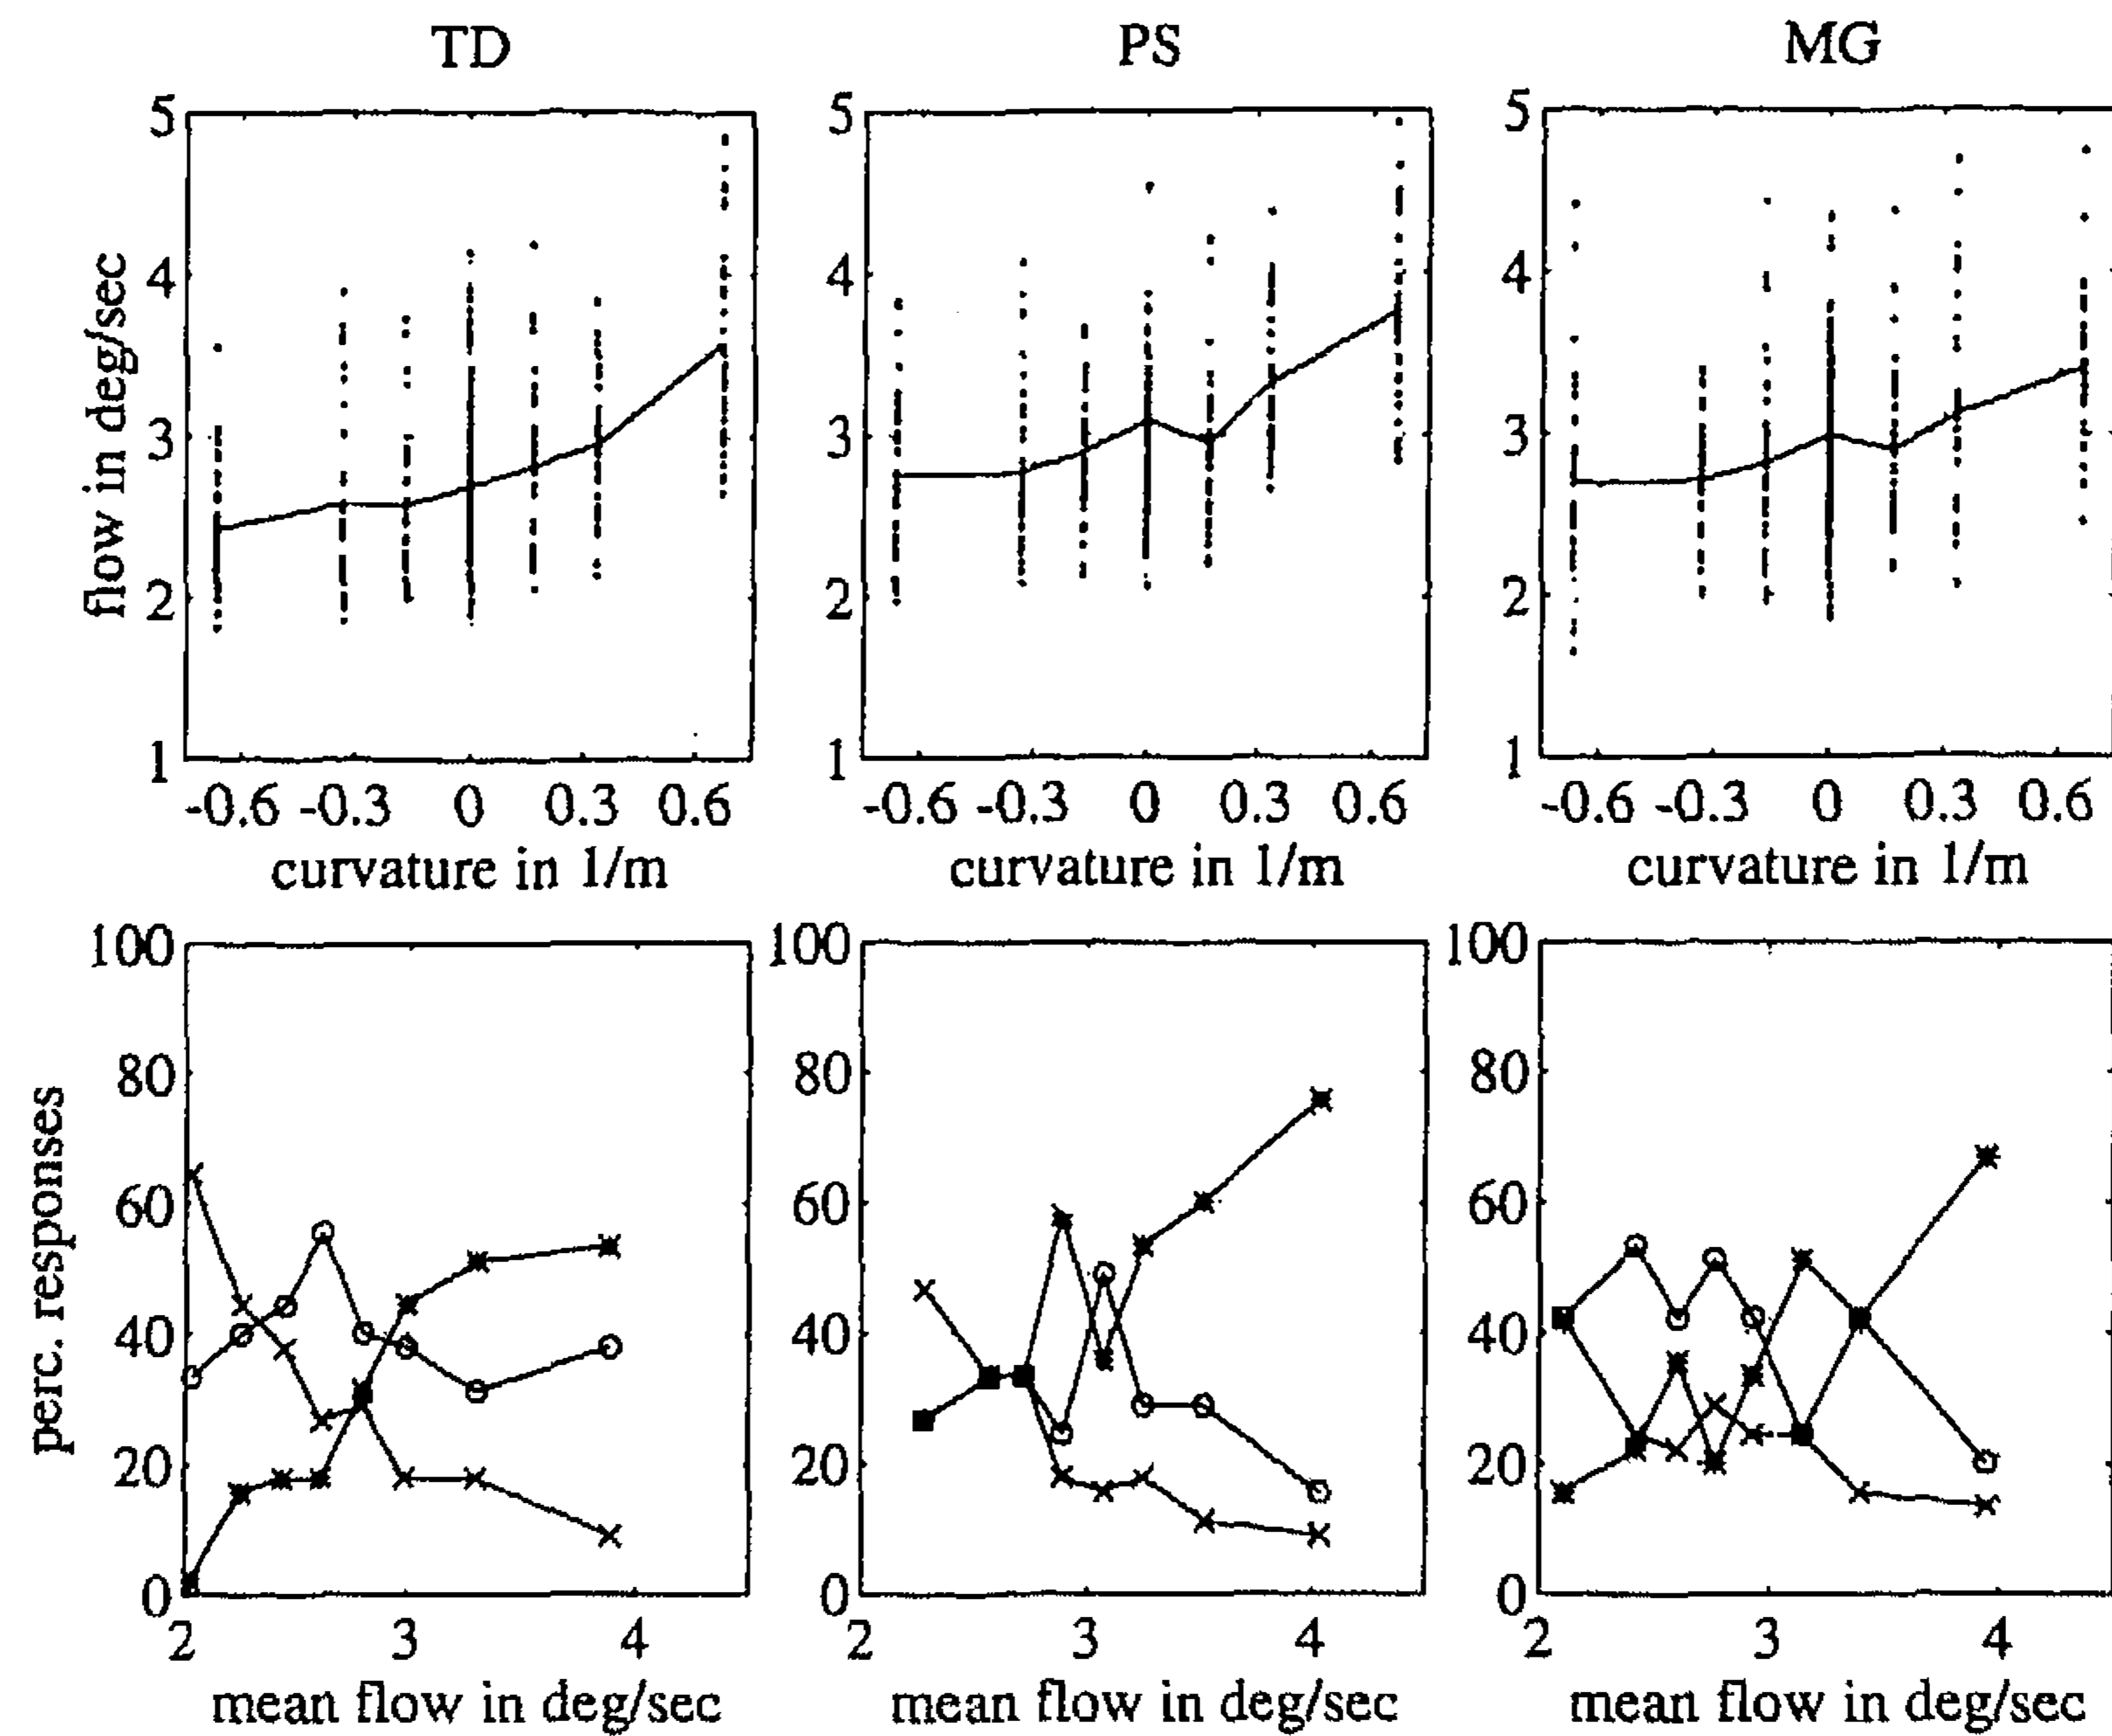 TD PS MG
5 5 5
4 4 4
3 3 3
2 2 2
1 1 1
flow in deg/sec
-0.6 -0.3 0 0.3 0.6 -0.6 -0.3 0 0.3 0.6 -0.6 -0.3 0 0.3 0.6
curvature in 1/m curvature in 1/m curvature in 1/m
100 100 100
80 80 80
60 60 60
40 40 40
20 20 20
0 0 0
perc. responses
2 3 4 2 3 4 2 3 4
mean flow in deg/sec mean flow in deg/sec mean flow in deg/sec